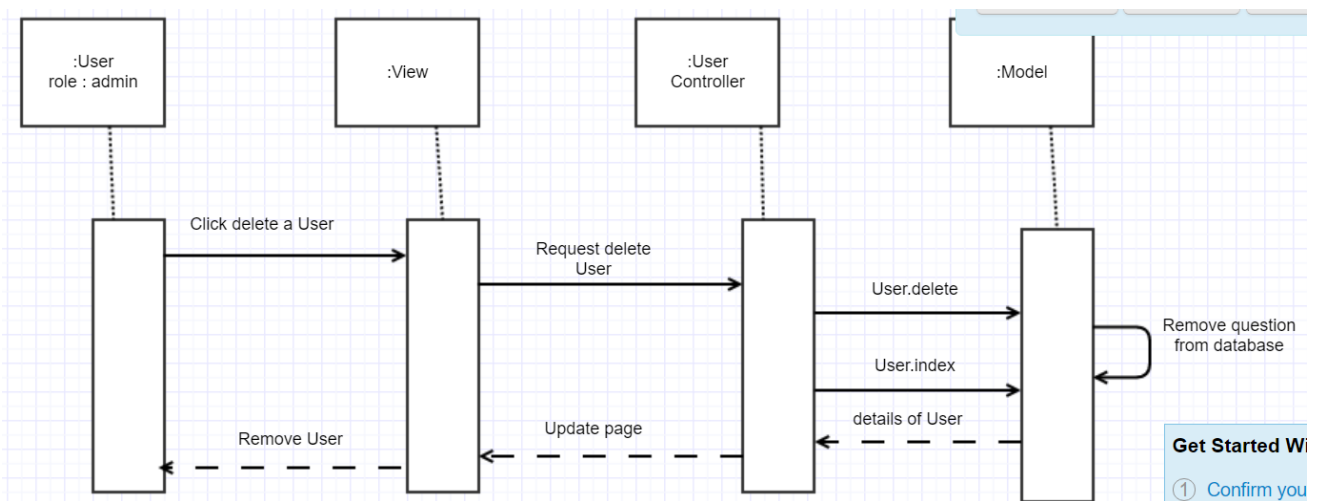 :User
role : admin
:View
:User
Controller
:Model
Click delete a User
Request delete
User
User.delete
Remove question
from database
User.index
details of User
Update page
Remove User
Get Started Wi
1 Confirm you